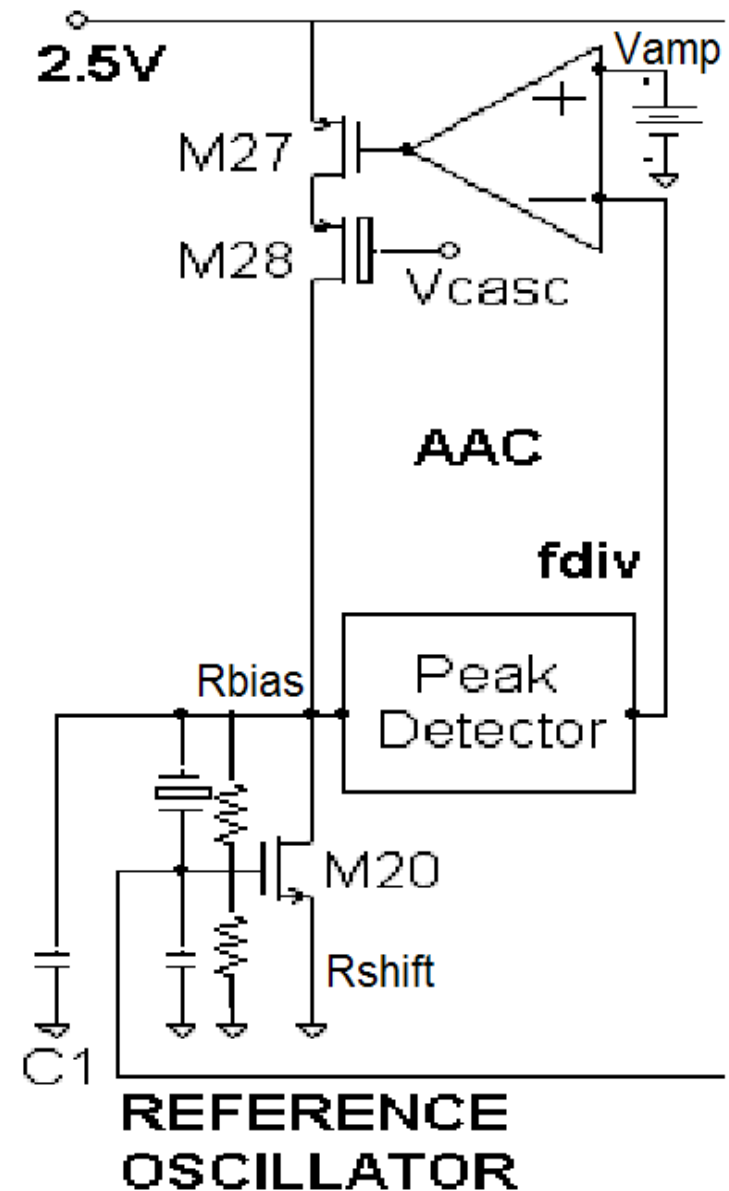 2.5V
Vamp
+
M27
−
M28
Vcasc
AAC
fdiv
Rbias
Peak
Detector
M20
Rshift
C1
REFERENCE
OSCILLATOR